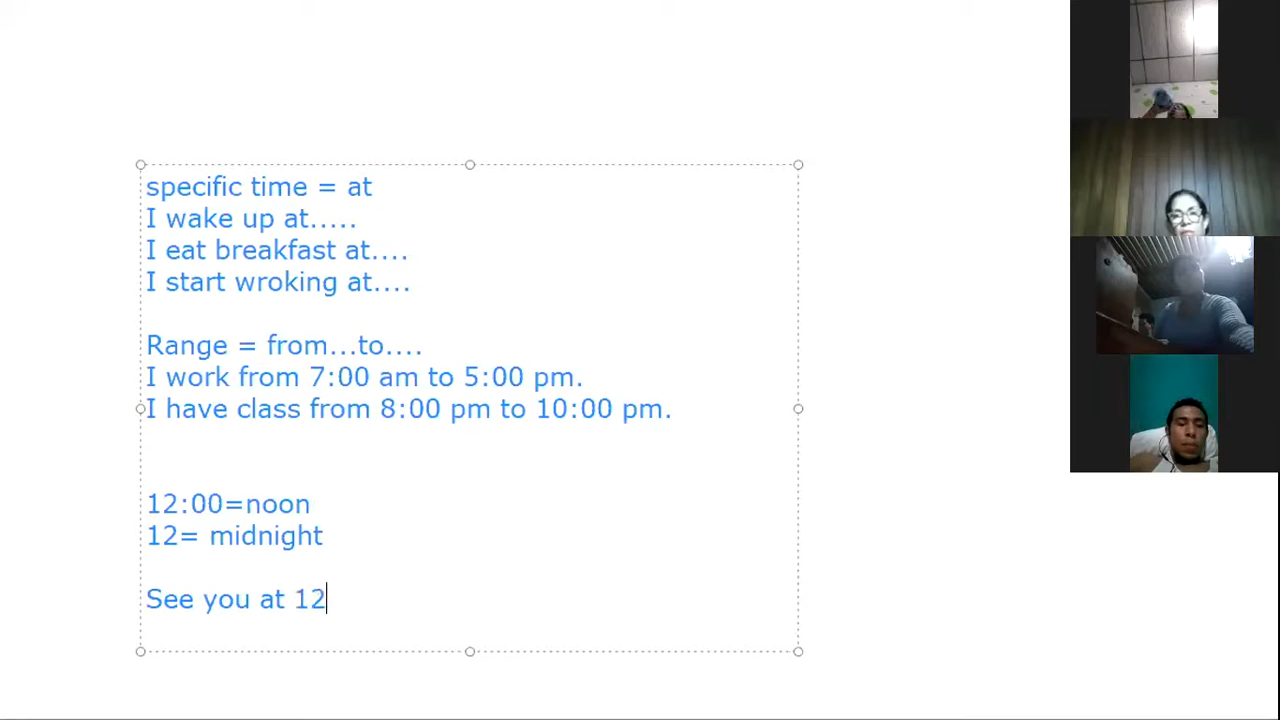 specific time = at
I wake up at.....
I eat breakfast at....
I start wroking at....
Range = from...to....
I work from 7:00 am to 5:00 pm.
I have class from 8:00 pm to 10:00 pm.
12:00=noon
12= midnight
See you at 12